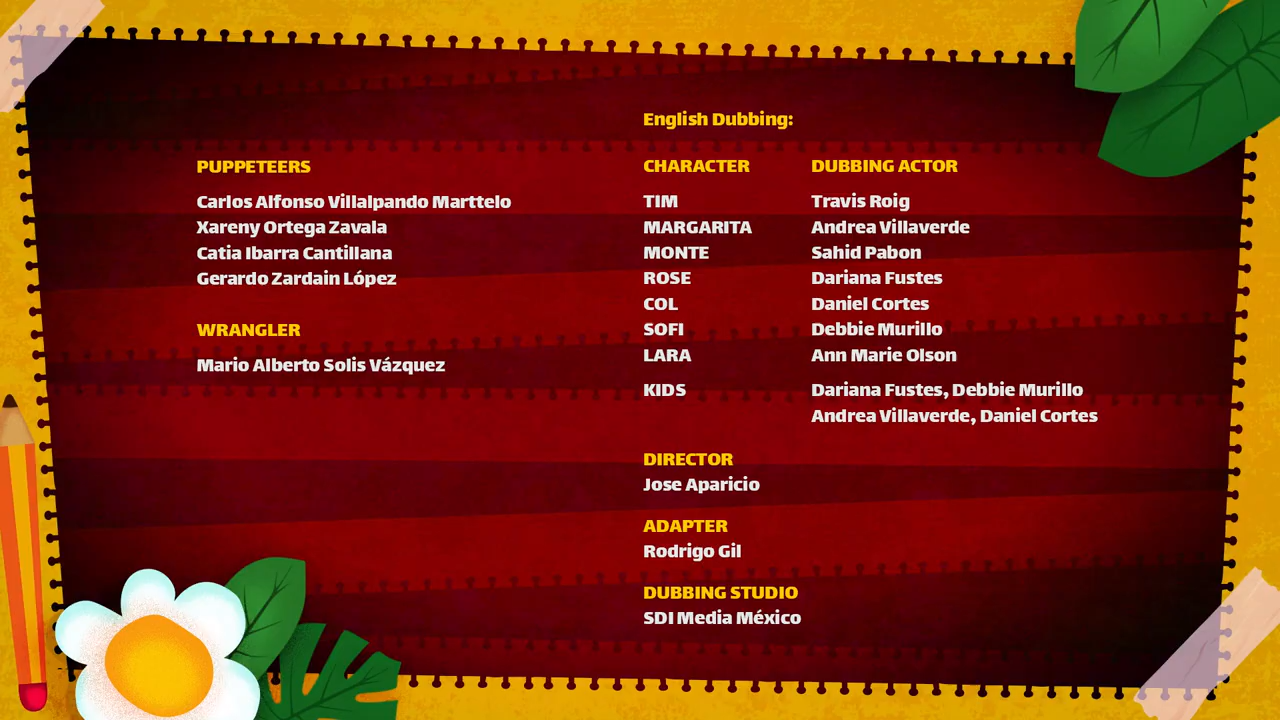 PUPPETEERS
Carlos Alfonso Villalpando Marttelo
Xareny Ortega Zavala
Catia Ibarra Cantillana
Gerardo Zardain López
WRANGLER
Mario Alberto Solis Vázquez
English Dubbing:
CHARACTER DUBBING ACTOR
TIM Travis Roig
MARGARITA Andrea Villaverde
MONTE Sahid Pabon
ROSE Dariana Fustes
COL Daniel Cortes
SOFI Debbie Murillo
LARA Ann Marie Olson
KIDS Dariana Fustes, Debbie Murillo
Andrea Villaverde, Daniel Cortes
DIRECTOR
Jose Aparicio
ADAPTER
Rodrigo Gil
DUBBING STUDIO
SDI Media México